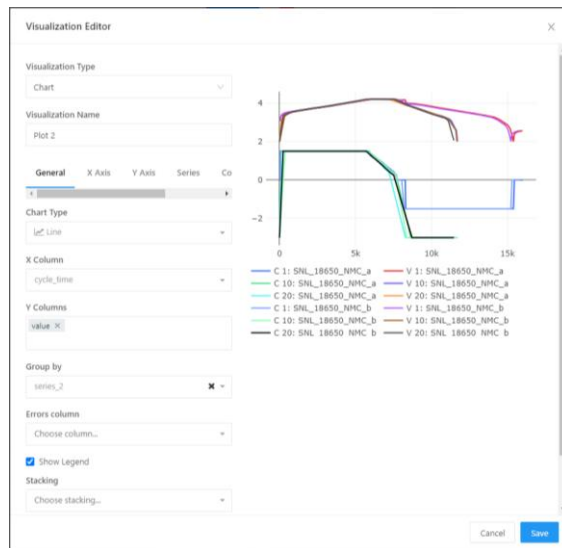 Visualization Editor
Visualization Type
Chart
Visualization Name
Plot 2
General X Axis Y Axis Series Co
Chart Type
Line
X Column
cycle_time
Y Columns
value
Group by
series_2
Errors column
Choose column...
Show Legend
Stacking
Choose stacking...
4
2
0
−2
0 5k 10k 15k
C 1: SNL_18650_NMC_a V 1: SNL_18650_NMC_a
C 10: SNL_18650_NMC_a V 10: SNL_18650_NMC_a
C 20: SNL_18650_NMC_a V 20: SNL_18650_NMC_a
C 1: SNL_18650_NMC_b V 1: SNL_18650_NMC_b
C 10: SNL_18650_NMC_b V 10: SNL_18650_NMC_b
C 20: SNL 18650 NMC b V 20: SNL 18650 NMC b
Cancel Save